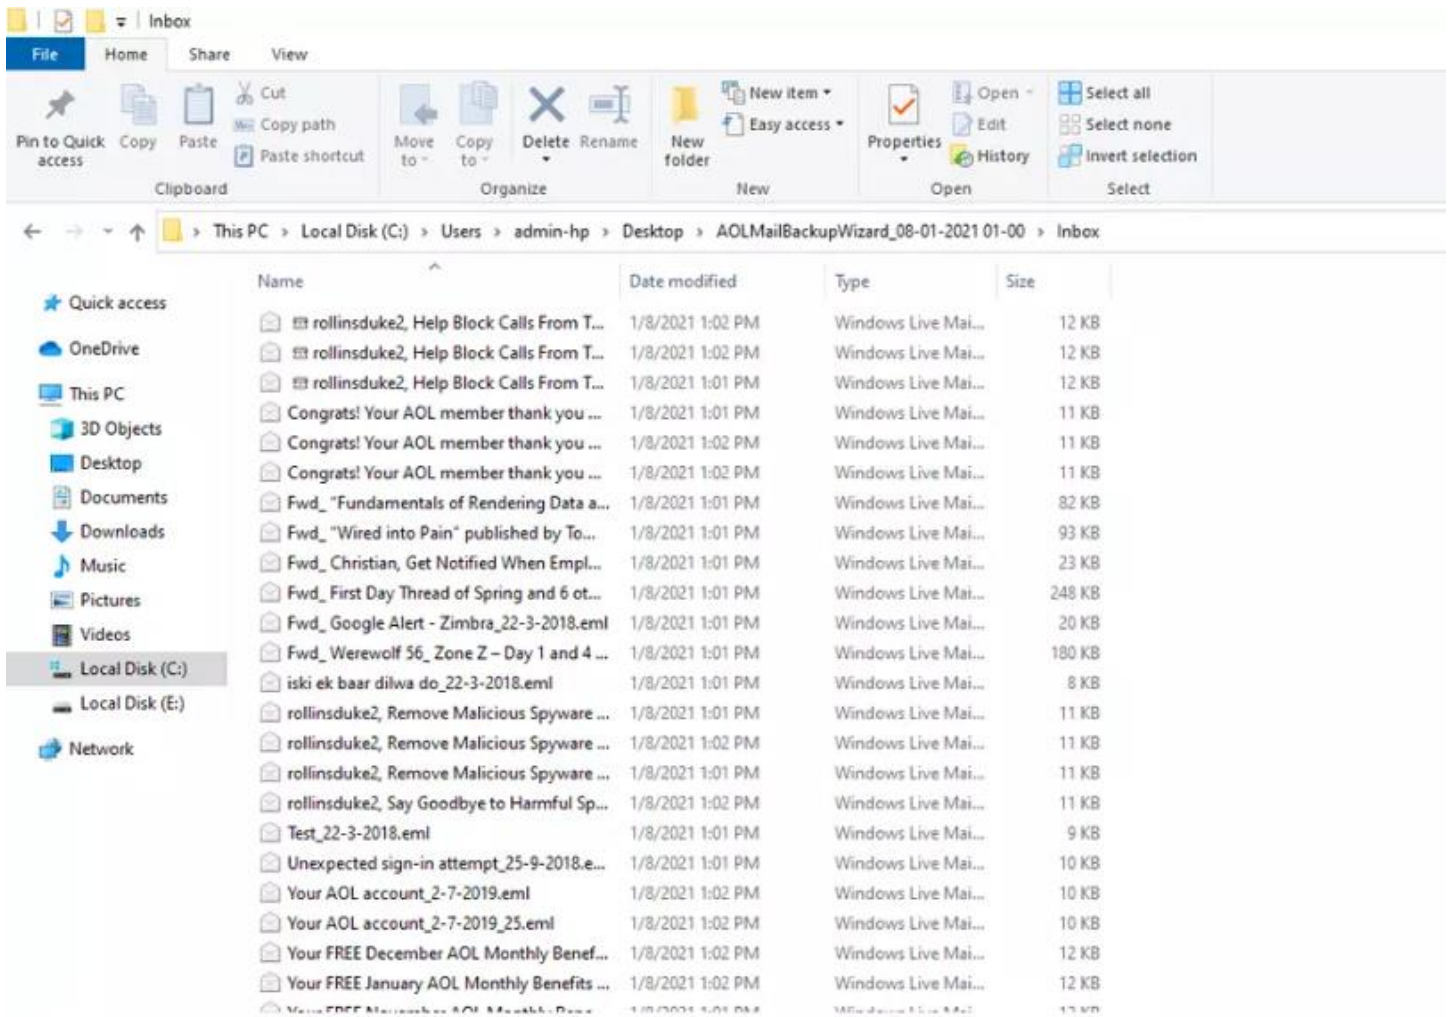 Inbox
File Home Share View
Pin to Quick access
Copy
Paste
Cut
Copy path
Paste shortcut
Clipboard
Move to
Copy to
Delete
Rename
Organize
New folder
New item
Easy access
New
Properties
Open
Edit
History
Open
Select all
Select none
Invert selection
Select
This PC > Local Disk (C:) > Users > admin-hp > Desktop > AOLMailBackupWizard_08-01-2021 01-00 > Inbox
Quick access
OneDrive
This PC
3D Objects
Desktop
Documents
Downloads
Music
Pictures
Videos
Local Disk (C:)
Local Disk (E:)
Network
Name Date modified Type Size
rollinsduke2, Help Block Calls From T... 1/8/2021 1:02 PM Windows Live Mai... 12 KB
rollinsduke2, Help Block Calls From T... 1/8/2021 1:02 PM Windows Live Mai... 12 KB
rollinsduke2, Help Block Calls From T... 1/8/2021 1:01 PM Windows Live Mai... 12 KB
Congrats! Your AOL member thank you ... 1/8/2021 1:01 PM Windows Live Mai... 11 KB
Congrats! Your AOL member thank you ... 1/8/2021 1:02 PM Windows Live Mai... 11 KB
Congrats! Your AOL member thank you ... 1/8/2021 1:02 PM Windows Live Mai... 11 KB
Fwd_ "Fundamentals of Rendering Data a... 1/8/2021 1:01 PM Windows Live Mai... 82 KB
Fwd_ "Wired into Pain" published by To... 1/8/2021 1:01 PM Windows Live Mai... 93 KB
Fwd_ Christian, Get Notified When Empl... 1/8/2021 1:01 PM Windows Live Mai... 23 KB
Fwd_ First Day Thread of Spring and 6 ot... 1/8/2021 1:01 PM Windows Live Mai... 248 KB
Fwd_ Google Alert - Zimbra_22-3-2018.eml 1/8/2021 1:01 PM Windows Live Mai... 20 KB
Fwd_ Werewolf 56_ Zone Z – Day 1 and 4 ... 1/8/2021 1:01 PM Windows Live Mai... 180 KB
iski ek baar dilwa do_22-3-2018.eml 1/8/2021 1:01 PM Windows Live Mai... 8 KB
rollinsduke2, Remove Malicious Spyware ... 1/8/2021 1:01 PM Windows Live Mai... 11 KB
rollinsduke2, Remove Malicious Spyware ... 1/8/2021 1:02 PM Windows Live Mai... 11 KB
rollinsduke2, Remove Malicious Spyware ... 1/8/2021 1:01 PM Windows Live Mai... 11 KB
rollinsduke2, Say Goodbye to Harmful Sp... 1/8/2021 1:02 PM Windows Live Mai... 11 KB
Test_22-3-2018.eml 1/8/2021 1:01 PM Windows Live Mai... 9 KB
Unexpected sign-in attempt_25-9-2018.e... 1/8/2021 1:01 PM Windows Live Mai... 10 KB
Your AOL account_2-7-2019.eml 1/8/2021 1:02 PM Windows Live Mai... 10 KB
Your AOL account_2-7-2019_25.eml 1/8/2021 1:02 PM Windows Live Mai... 10 KB
Your FREE December AOL Monthly Benef... 1/8/2021 1:02 PM Windows Live Mai... 12 KB
Your FREE January AOL Monthly Benefits ... 1/8/2021 1:02 PM Windows Live Mai... 12 KB